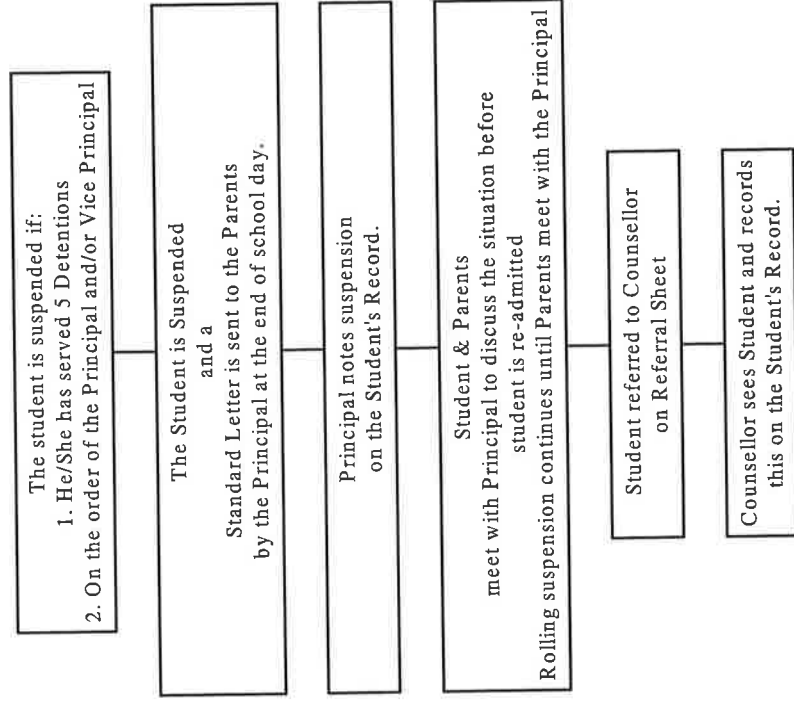 The student is suspended if:
1. He/She has served 5 Detentions
2. On the order of the Principal and/or Vice Principal
The Student is Suspended
and a
Standard Letter is sent to the Parents
by the Principal at the end of school day.
Principal notes suspension
on the Student's Record.
Student & Parents
meet with Principal to discuss the situation before
student is re-admitted
Rolling suspension continues until Parents meet with the Principal
Student referred to Counsellor
on Referral Sheet
Counsellor sees Student and records
this on the Student's Record.